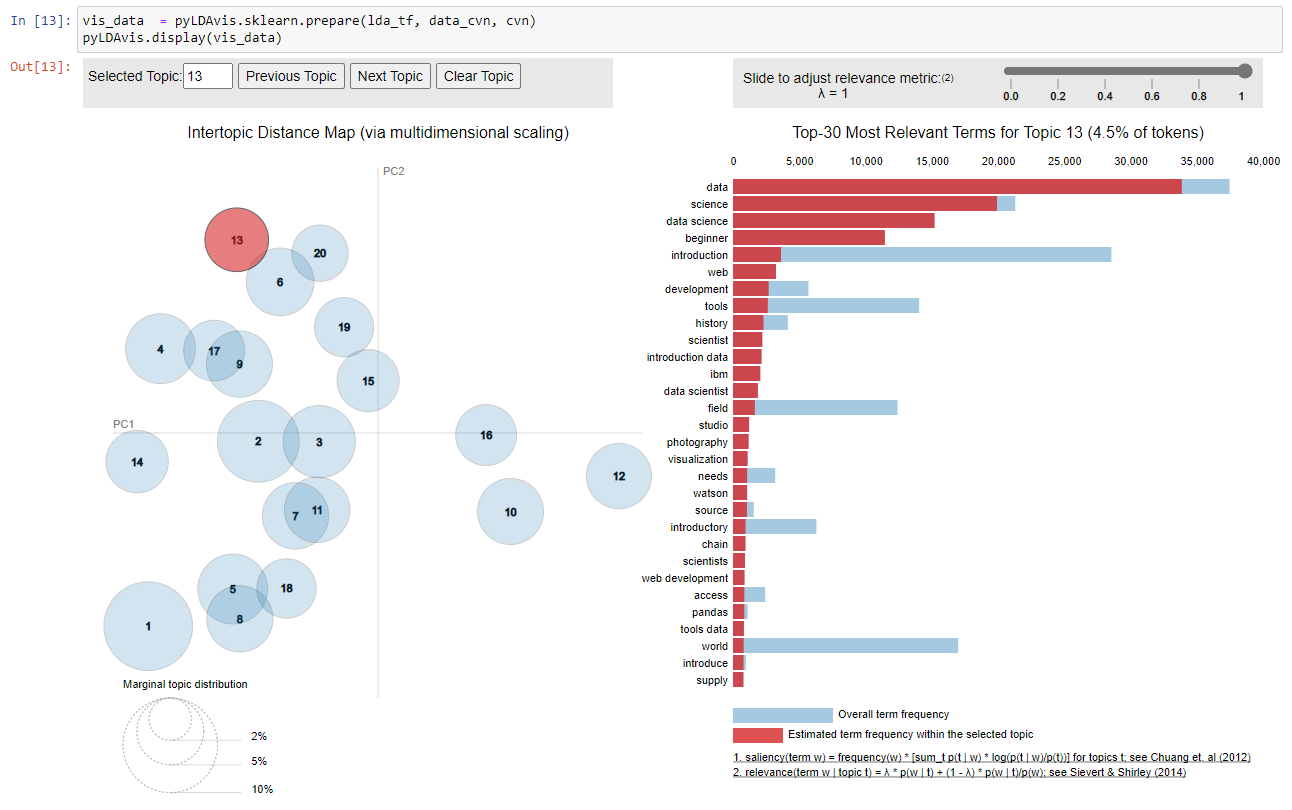 In [13]:
vis_data  = pyLDAvis.sklearn.prepare(lda_tf, data_cvn, cvn)
pyLDAvis.display(vis_data)
Out[13]:
Selected Topic: 13 Previous Topic Next Topic Clear Topic
Slide to adjust relevance metric:(2)
λ = 1
0.0 0.2 0.4 0.6 0.8 1
Intertopic Distance Map (via multidimensional scaling)
PC2
13
20
6
19
4
17
9
15
PC1
2
3
16
14
12
7
11
10
5
18
8
1
Marginal topic distribution
2%
5%
10%
Top-30 Most Relevant Terms for Topic 13 (4.5% of tokens)
0 5,000 10,000 15,000 20,000 25,000 30,000 35,000 40,000
data
science
data science
beginner
introduction
web
development
tools
history
scientist
introduction data
ibm
data scientist
field
studio
photography
visualization
needs
watson
source
introductory
chain
scientists
web development
access
pandas
tools data
world
introduce
supply
Overall term frequency
Estimated term frequency within the selected topic
1. saliency(term w) = frequency(w) * [sum_t p(t | w) * log(p(t | w)/p(t))] for topics t; see Chuang et. al (2012)
2. relevance(term w | topic t) = λ * p(w | t) + (1 - λ) * p(w | t)/p(w); see Sievert & Shirley (2014)